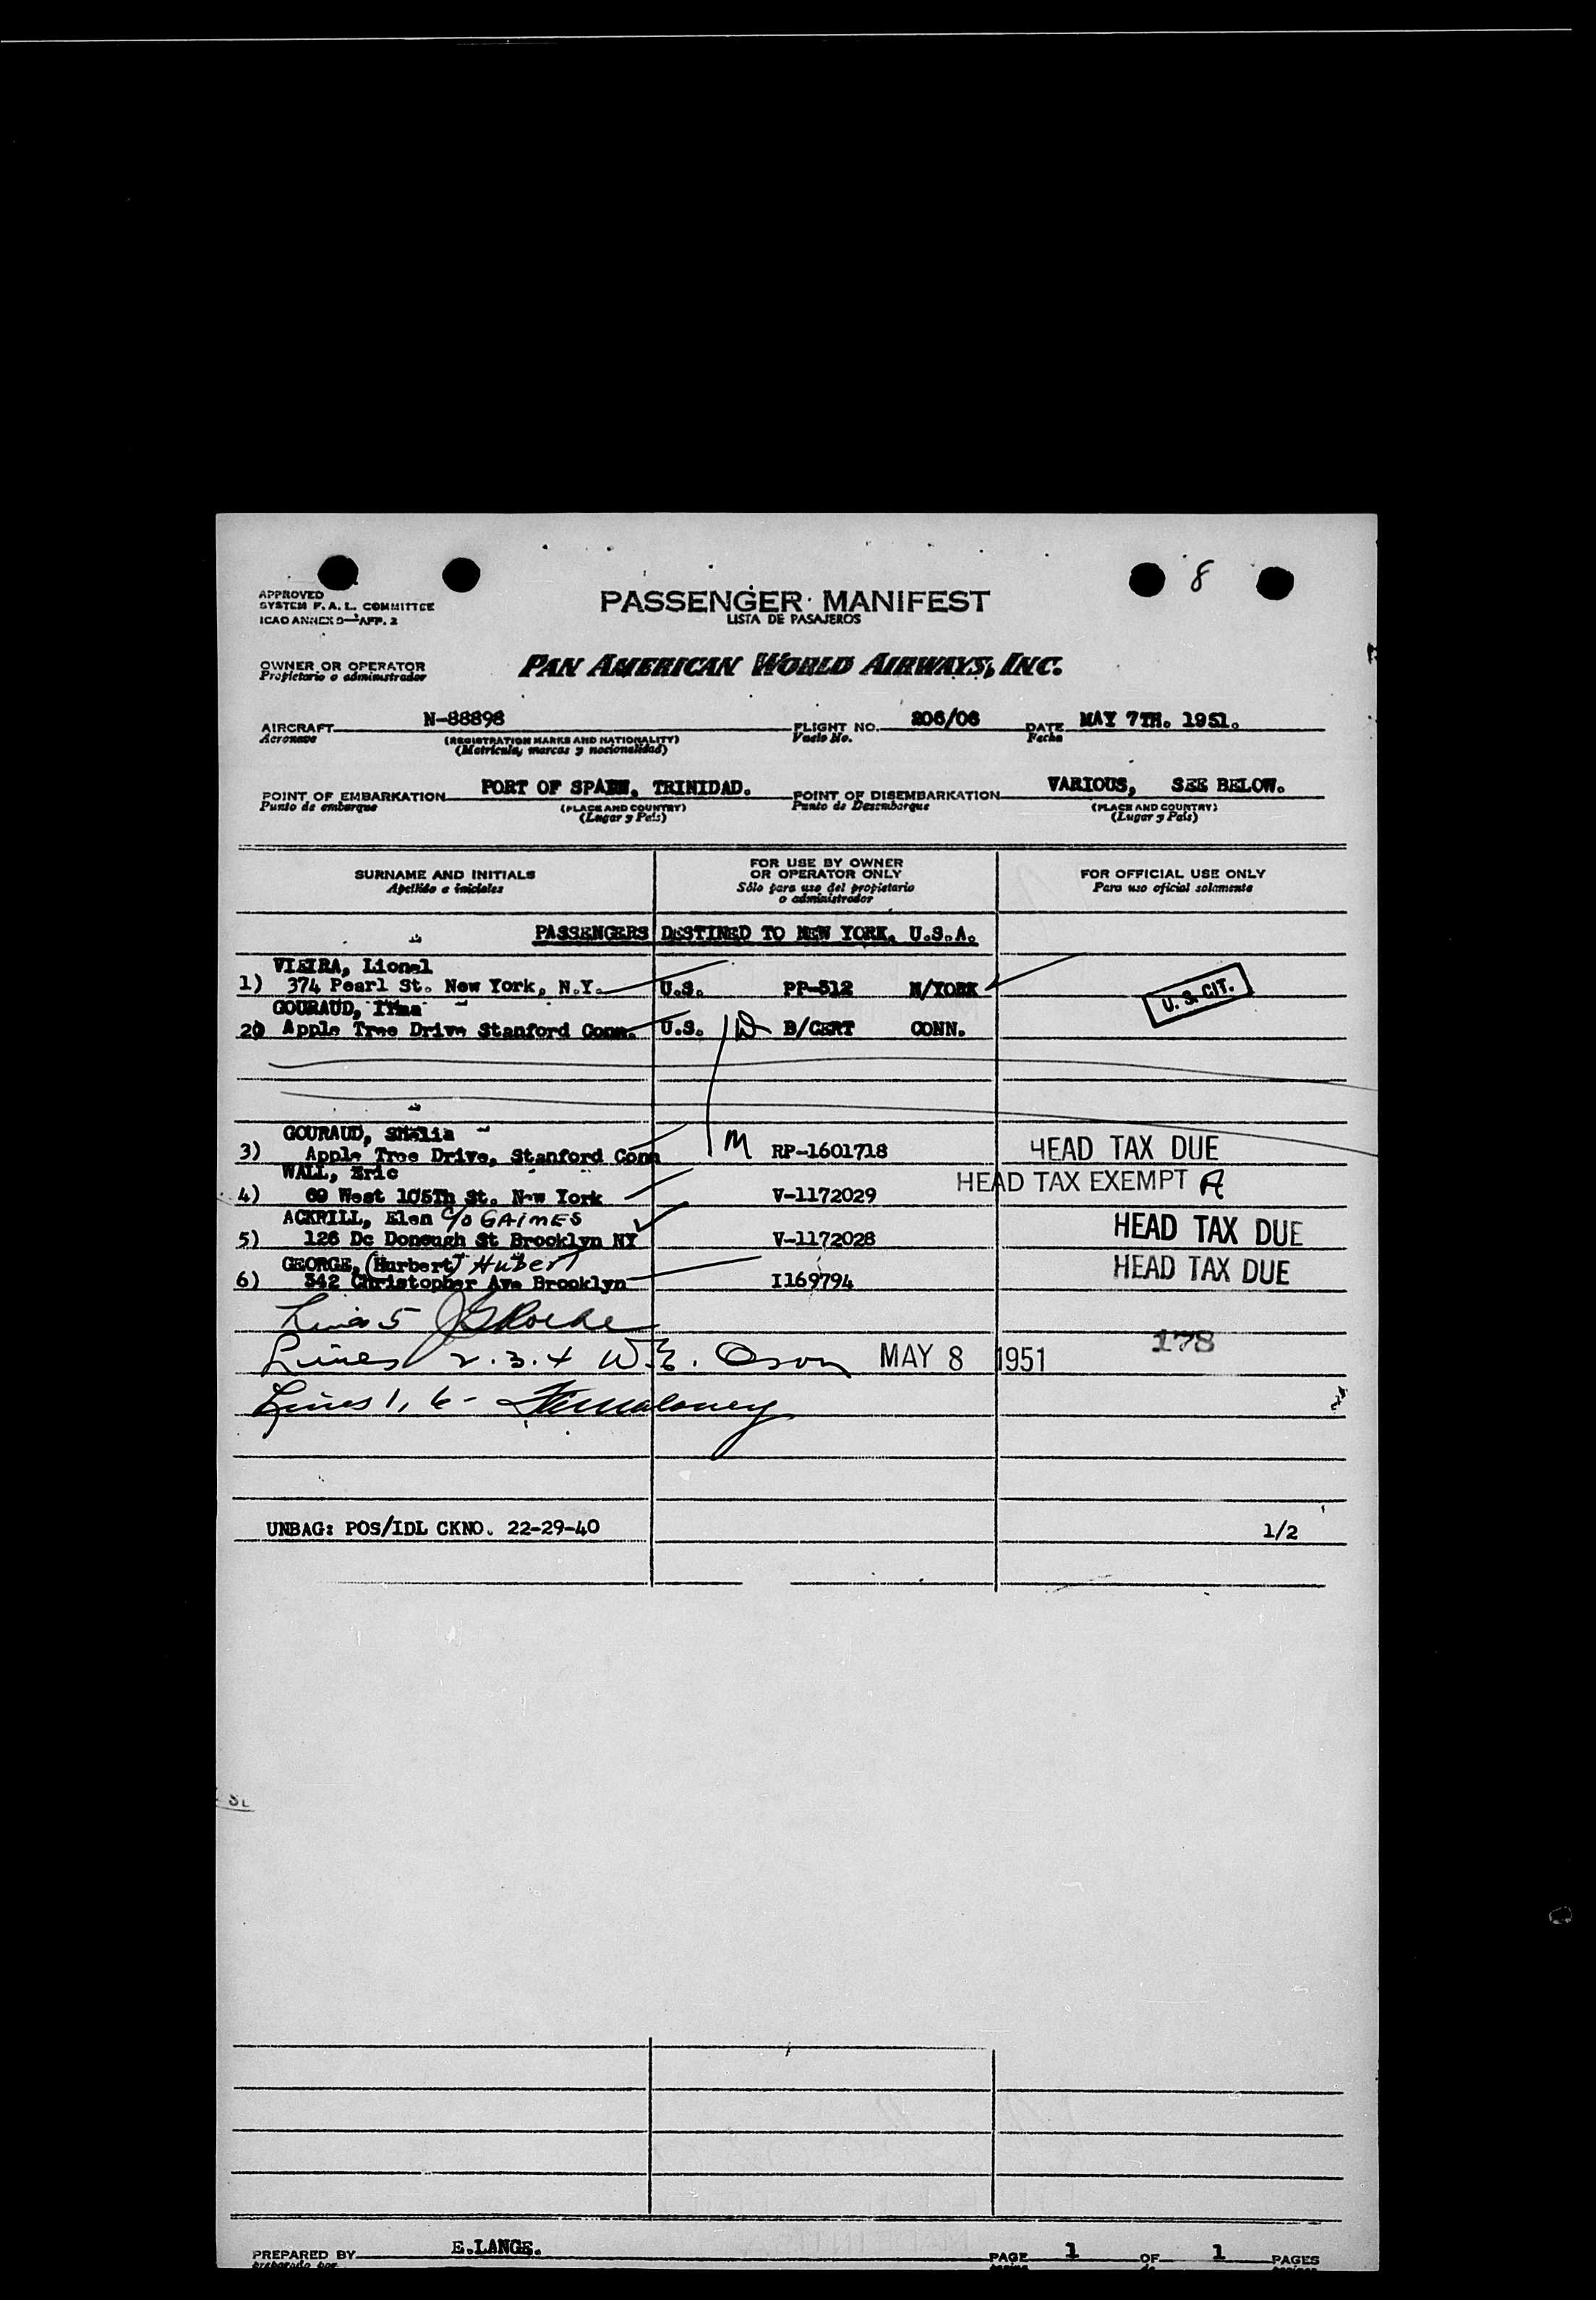 8
APPROVED
SYSTEM F. A. L. COMMITTEE
ICAO ANNEX 9—APP. 2
PASSENGER MANIFEST
LISTA DE PASAJEROS
OWNER OR OPERATOR
Propietario o administrador
PAN AMERICAN WORLD AIRWAYS, INC.
AIRCRAFT N-88898 FLIGHT NO. 206/06 DATE MAY 7TH. 1951.
Aeronave (REGISTRATION MARKS AND NATIONALITY) Vuelo No. Fecha
(Matricula, marcas y nacionalidad)
POINT OF EMBARKATION PORT OF SPAIN, TRINIDAD. POINT OF DISEMBARKATION VARIOUS, SEE BELOW.
Punto de embarque (PLACE AND COUNTRY) Punto de Desembarque (PLACE AND COUNTRY)
(Lugar y País) (Lugar y País)
SURNAME AND INITIALS
Apellido e iniciales
FOR USE BY OWNER
OR OPERATOR ONLY
Sólo para uso del propietario
o administrador
FOR OFFICIAL USE ONLY
Para uso oficial solamente
PASSENGERS DESTINED TO NEW YORK, U.S.A.
VIEIRA, Lionel
1) 374 Pearl St. New York, N.Y. U.S. PP-512 N/YORK U. S. CIT.
GOURAUD,
2) Apple Tree Drive Stanford Conn. U.S. B/CERT CONN.
GOURAUD, Shelia
3) Apple Tree Drive, Stanford Conn M RP-1601718 HEAD TAX DUE
WALL, Eric
4) 69 West 105Th St. New York V-1172029 HEAD TAX EXEMPT A
ACKRILL, Elen c/o GAIMES
5) 126 Dc Donough St Brooklyn NY V-1172028 HEAD TAX DUE
GEORGE, (Hurbert) Hubert
6) 342 Christopher Ave Brooklyn I169794 HEAD TAX DUE
Line 5
178
Lines 2.3.4 W. MAY 8 1951
Lines 1, 6-
UNBAG: POS/IDL CKNO. 22-29-40 1/2
PREPARED BY E.LANGE. PAGE 1 OF 1 PAGES